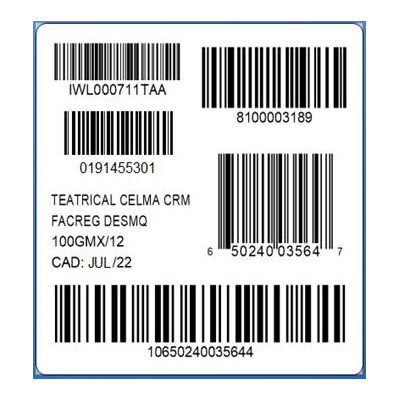 IWL000711TAA
8100003189
0191455301
TEATRICAL CELMA CRM
FACREG DESMQ
100GMX/12
CAD: JUL/22
6 50240 03564 7
10650240035644